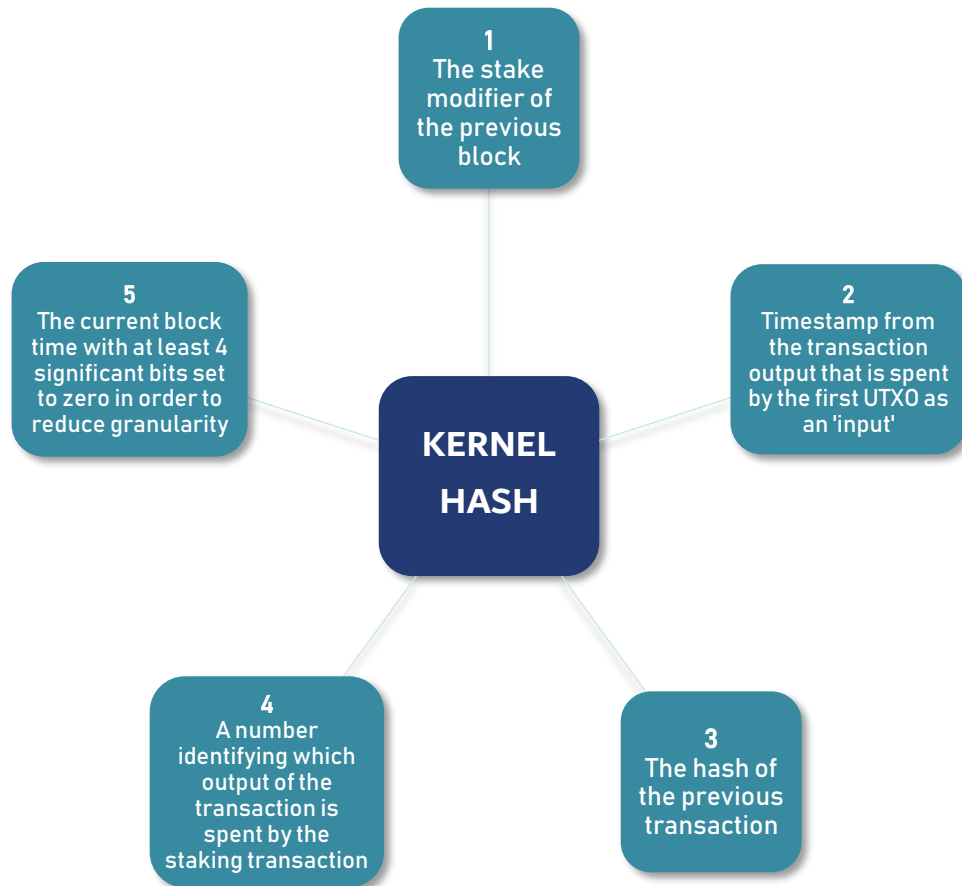 1
The stake
modifier of
the previous
block
2
Timestamp from
the transaction
output that is spent
by the first UTXO as
an 'input'
3
The hash of
the previous
transaction
4
A number
identifying which
output of the
transaction is
spent by the
staking transaction
5
The current block
time with at least 4
significant bits set
to zero in order to
reduce granularity
KERNEL
HASH